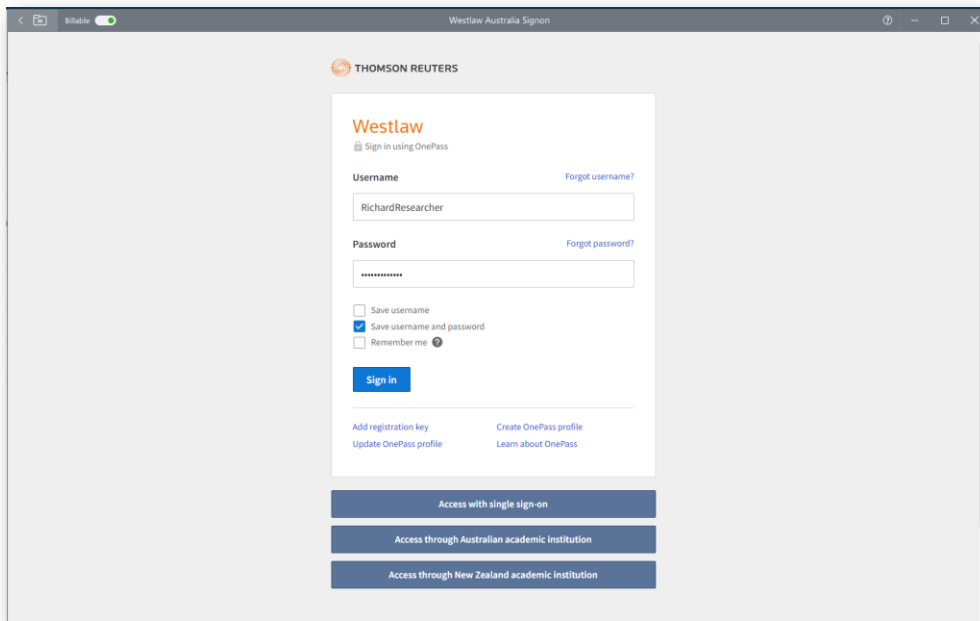 Billable
Westlaw Australia Signon
THOMSON REUTERS
Westlaw
Sign in using OnePass
Username Forgot username?
RichardResearcher
Password Forgot password?
•••••••••••••
Save username
Save username and password
Remember me ?
Sign in
Add registration key Create OnePass profile
Update OnePass profile Learn about OnePass
Access with single sign-on
Access through Australian academic institution
Access through New Zealand academic institution